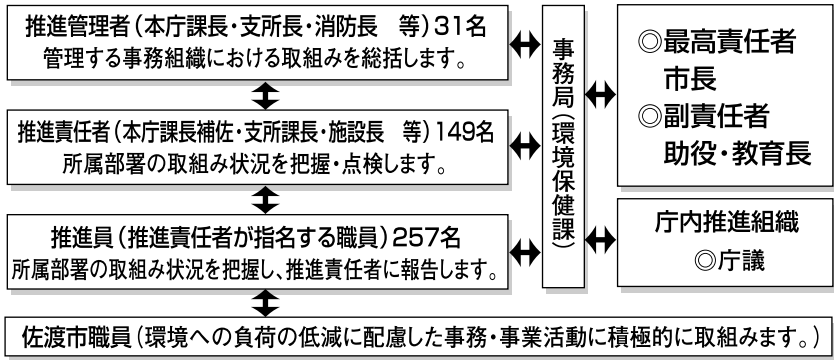 推進管理者（本庁課長・支所長・消防長　等）31名
管理する事務組織における取組みを総括します。
推進責任者（本庁課長補佐・支所課長・施設長　等）149名
所属部署の取組み状況を把握・点検します。
推進員（推進責任者が指名する職員）257名
所属部署の取組み状況を把握し、推進責任者に報告します。
事務局（環境保健課）
◎最高責任者
市長
◎副責任者
助役・教育長
庁内推進組織
◎庁議
佐渡市職員（環境への負荷の低減に配慮した事務・事業活動に積極的に取組みます。）